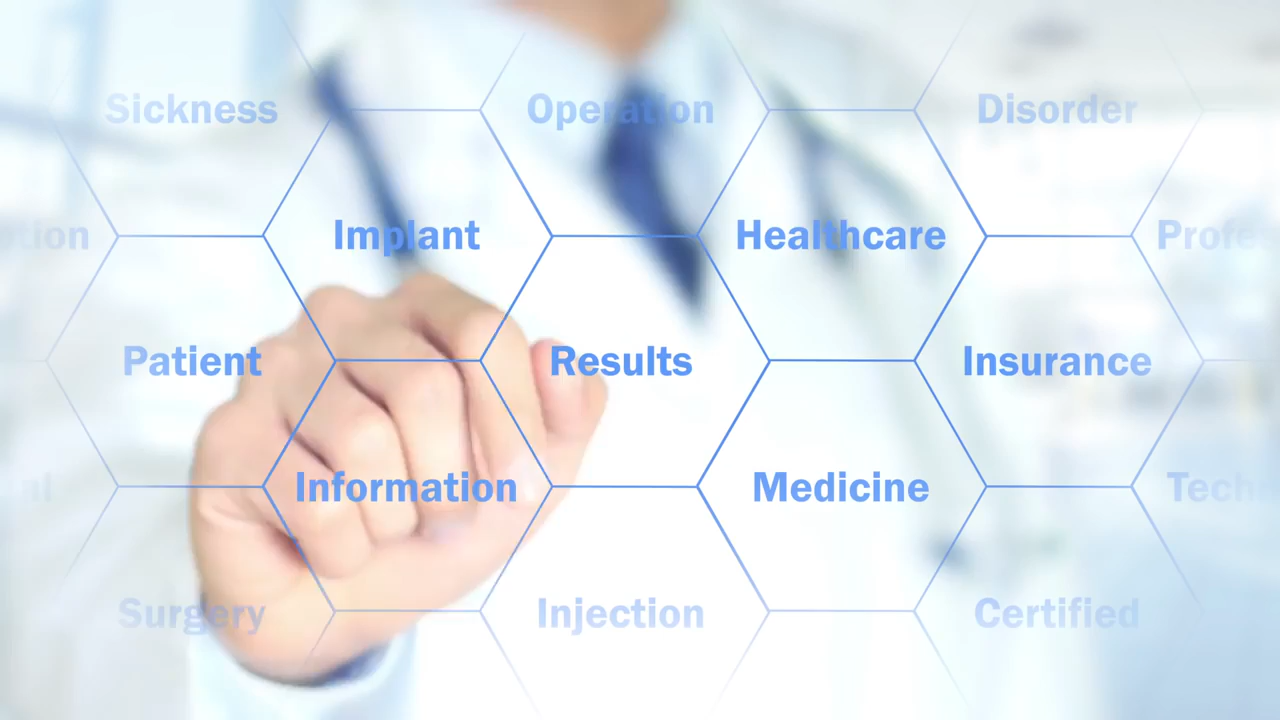 Sickness
Operation
Disorder
Implant
Healthcare
Patient
Results
Insurance
Information
Medicine
Surgery
Injection
Certified